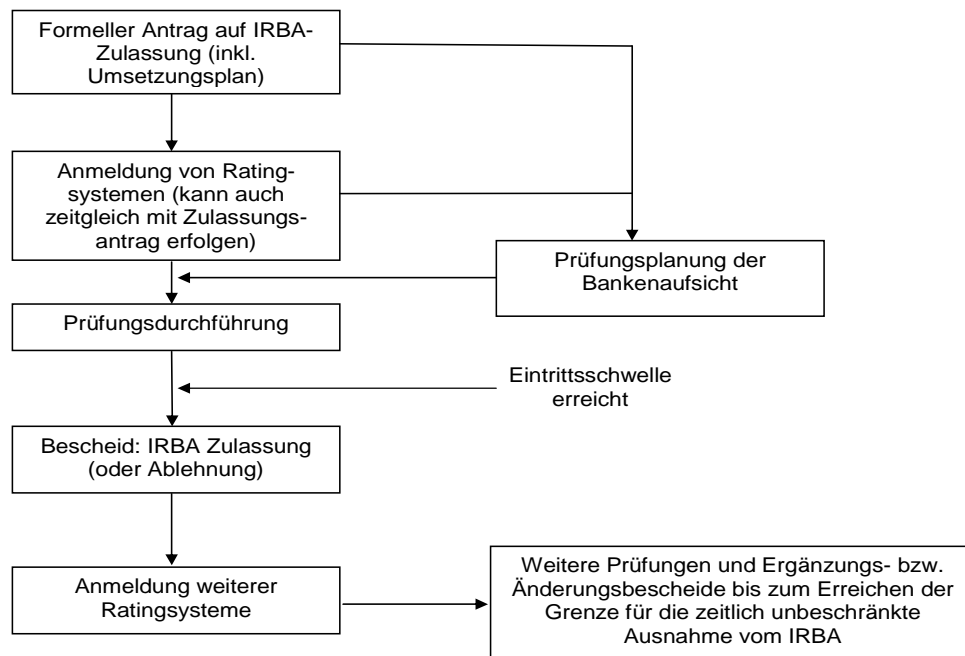 Formeller Antrag auf IRBA-
Zulassung (inkl.
Umsetzungsplan)
Anmeldung von Rating-
systemen (kann auch
zeitgleich mit Zulassungs-
antrag erfolgen)
Prüfungsplanung der
Bankenaufsicht
Prüfungsdurchführung
Eintrittsschwelle
erreicht
Bescheid: IRBA Zulassung
(oder Ablehnung)
Anmeldung weiterer
Ratingsysteme
Weitere Prüfungen und Ergänzungs- bzw.
Änderungsbescheide bis zum Erreichen der
Grenze für die zeitlich unbeschränkte
Ausnahme vom IRBA